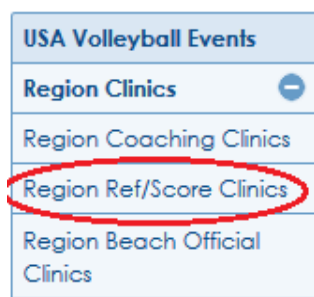 USA Volleyball Events
Region Clinics
Region Coaching Clinics
Region Ref/Score Clinics
Region Beach Official
Clinics